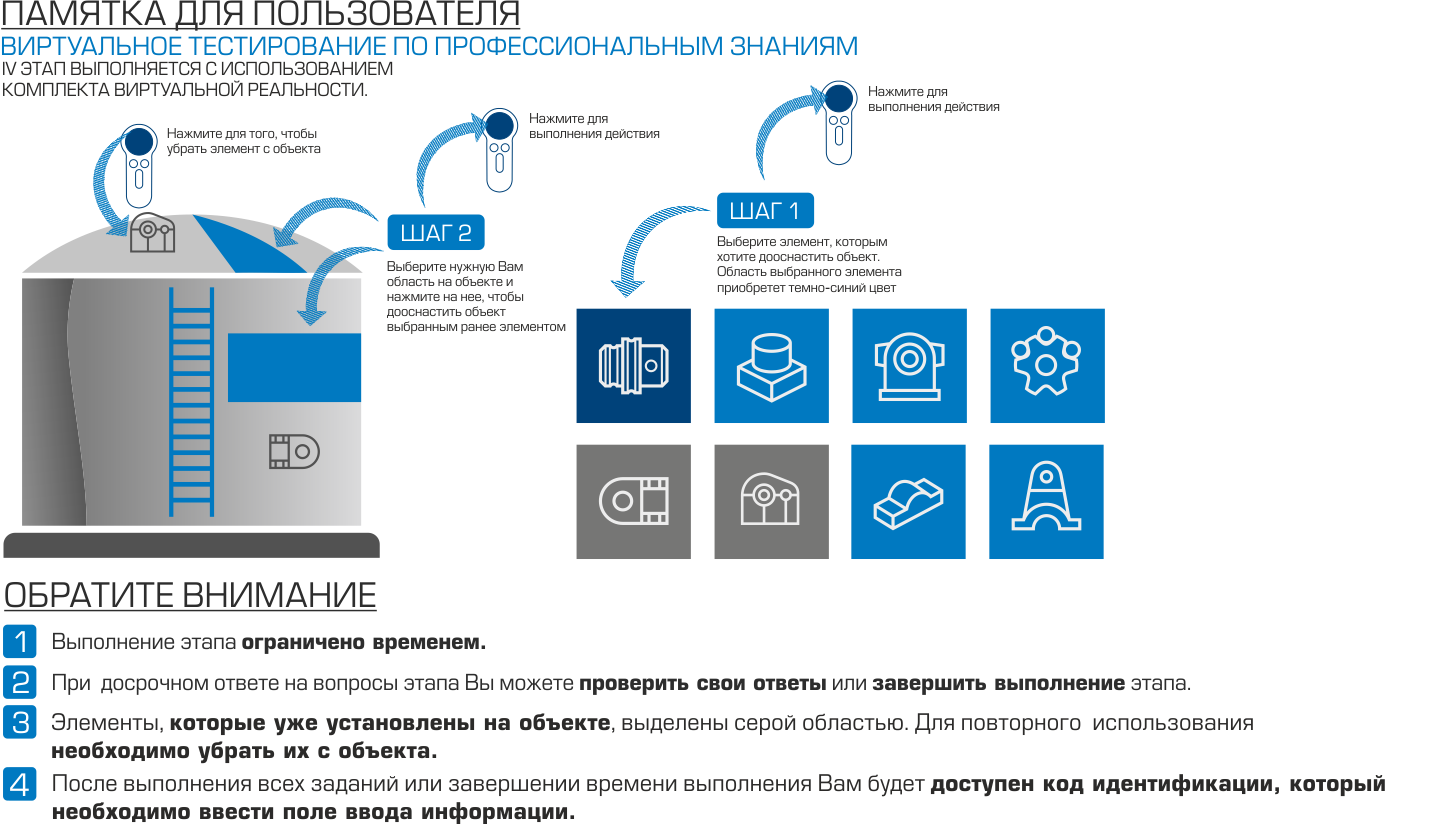 ПАМЯТКА ДЛЯ ПОЛЬЗОВАТЕЛЯ
ВИРТУАЛЬНОЕ ТЕСТИРОВАНИЕ ПО ПРОФЕССИОНАЛЬНЫМ ЗНАНИЯМ
IV ЭТАП ВЫПОЛНЯЕТСЯ С ИСПОЛЬЗОВАНИЕМ
КОМПЛЕКТА ВИРТУАЛЬНОЙ РЕАЛЬНОСТИ.
Нажмите для того, чтобы
убрать элемент с объекта
Нажмите для
выполнения действия
ШАГ 2
Выберите нужную Вам
область на объекте и
нажмите на нее, чтобы
дооснастить объект
выбранным ранее элементом
Нажмите для
выполнения действия
ШАГ 1
Выберите элемент, которым
хотите дооснастить объект.
Область выбранного элемента
приобретет темно-синий цвет
ОБРАТИТЕ ВНИМАНИЕ
1 Выполнение этапа ограничено временем.
2 При досрочном ответе на вопросы этапа Вы можете проверить свои ответы или завершить выполнение этапа.
3 Элементы, которые уже установлены на объекте, выделены серой областью. Для повторного использования
необходимо убрать их с объекта.
4 После выполнения всех заданий или завершении времени выполнения Вам будет доступен код идентификации, который
необходимо ввести поле ввода информации.